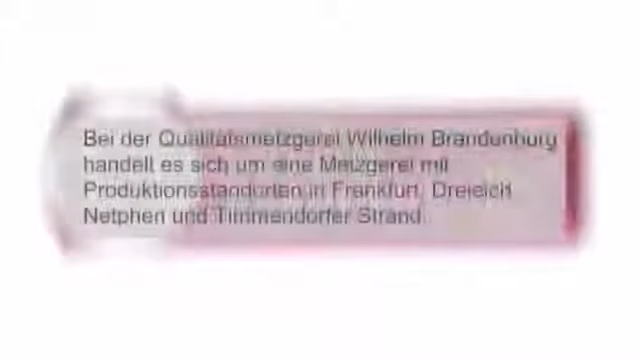 Bei der Qualitätsmetzgerei Wilhelm Brandenburg
handelt es sich um eine Metzgerei mit
Produktionsstandorten in Frankfurt, Dreieich
Netphen und Timmendorfer Strand.